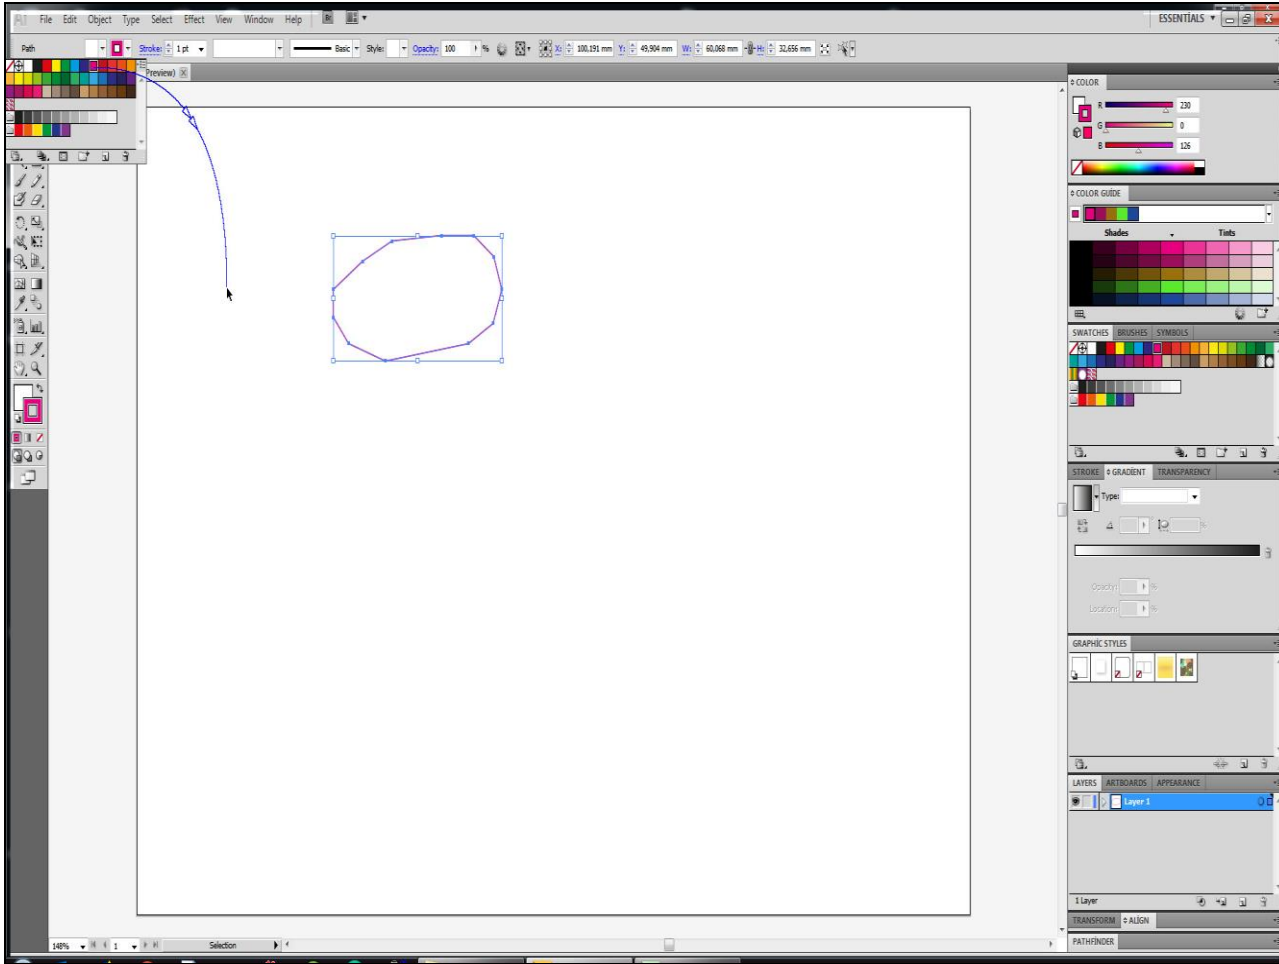 Ai File Edit Object Type Select Effect View Window Help Br ESSENTIALS
Path Stroke: 1 pt Basic Style: Opacity: 100 % X: 100,191 mm Y: 49,904 mm W: 60,068 mm H: 32,656 mm
Preview)
COLOR
R 230
G 0
B 126
COLOR GUIDE
Shades Tints
SWATCHES BRUSHES SYMBOLS
STROKE GRADIENT TRANSPARENCY
Type:
%
Opacity: %
Location: %
GRAPHIC STYLES
LAYERS ARTBOARDS APPEARANCE
Layer 1
1 Layer
TRANSFORM ALIGN
PATHFINDER
148% 1 Selection